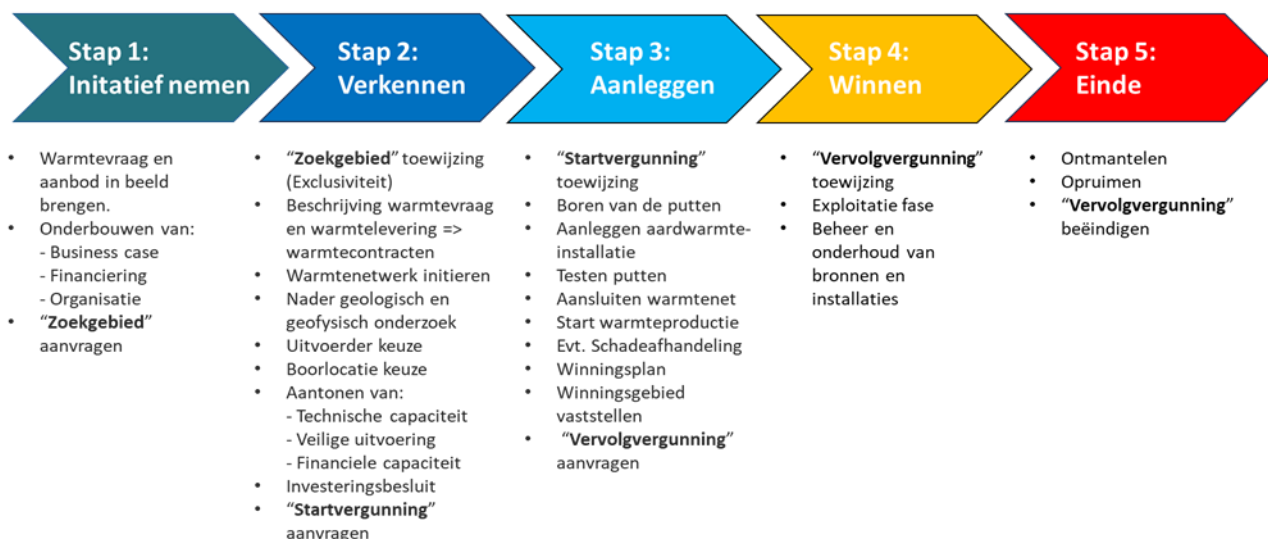 Stap 1:
Initatief nemen
Stap 2:
Verkennen
Stap 3:
Aanleggen
Stap 4:
Winnen
Stap 5:
Einde
• Warmtevraag en
aanbod in beeld
brengen.
• Onderbouwen van:
- Business case
- Financiering
- Organisatie
• “Zoekgebied”
aanvragen
• “Zoekgebied” toewijzing
(Exclusiviteit)
• Beschrijving warmtevraag
en warmtelevering =>
warmtecontracten
• Warmtenetwerk initieren
• Nader geologisch en
geofysisch onderzoek
• Uitvoerder keuze
• Boorlocatie keuze
• Aantonen van:
- Technische capaciteit
- Veilige uitvoering
- Financiele capaciteit
• Investeringsbesluit
• “Startvergunning”
aanvragen
• “Startvergunning”
toewijzing
• Boren van de putten
• Aanleggen aardwarmte-
installatie
• Testen putten
• Aansluiten warmtenet
• Start warmteproductie
• Evt. Schadeafhandeling
• Winningsplan
• Winningsgebied
vaststellen
• “Vervolgvergunning”
aanvragen
• “Vervolgvergunning”
toewijzing
• Exploitatie fase
• Beheer en
onderhoud van
bronnen en
installaties
• Ontmantelen
• Opruimen
• “Vervolgvergunning”
beëindigen